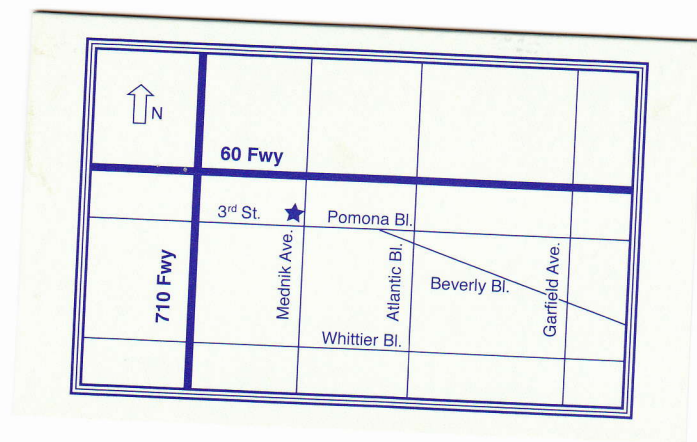 N
60 Fwy
3rd St.
Pomona Bl.
710 Fwy
Mednik Ave.
Atlantic Bl.
Beverly Bl.
Garfield Ave.
Whittier Bl.